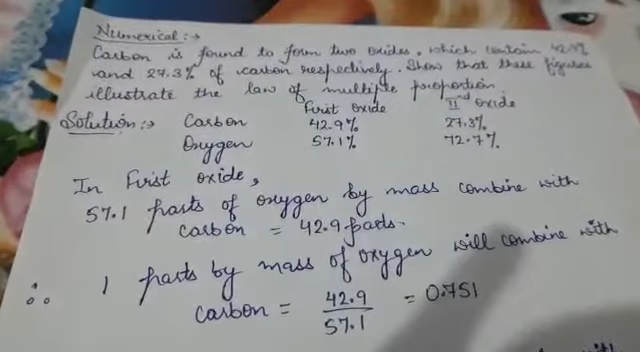 Numerical :→
Carbon is found to form two oxides, which contain 42.9%
and 27.3% of carbon respectively. Show that these figures
illustrate the law of multiple proportion.
First oxide IInd oxide
Solution :→ Carbon 42.9% 27.3%
Oxygen 57.1% 72.7%
In First oxide,
57.1 parts of oxygen by mass combine with
carbon = 42.9 parts.
∴ 1 parts by mass of oxygen will combine with
carbon = 42.9 / 57.1 = 0.751